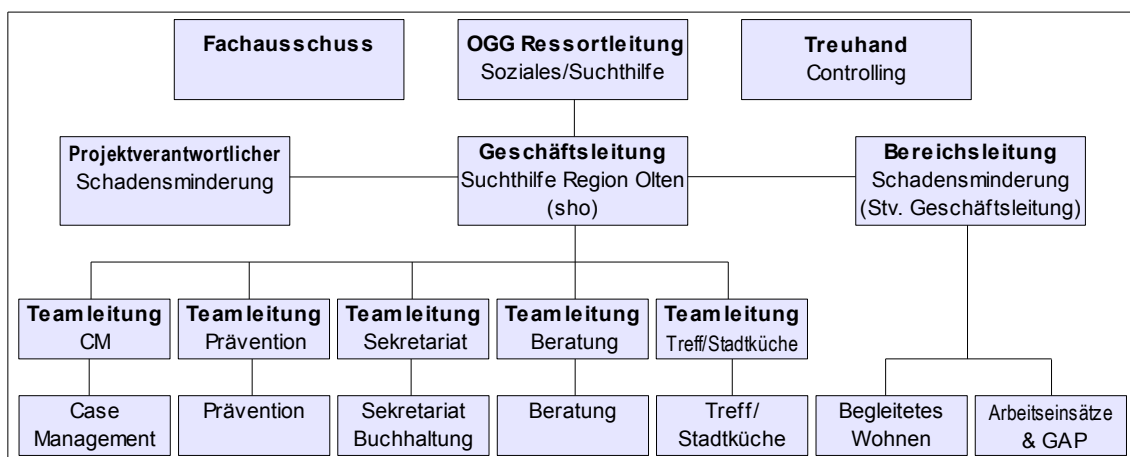 Fachausschuss
OGG Ressortleitung
Soziales/Suchthilfe
Treuhand
Controlling
Projektverantwortlicher
Schadensminderung
Geschäftsleitung
Suchthilfe Region Olten
(sho)
Bereichsleitung
Schadensminderung
(Stv. Geschäftsleitung)
Teamleitung
CM
Teamleitung
Prävention
Teamleitung
Sekretariat
Teamleitung
Beratung
Teamleitung
Treff/Stadtküche
Case
Management
Prävention
Sekretariat
Buchhaltung
Beratung
Treff/
Stadtküche
Begleitetes
Wohnen
Arbeitseinsätze
& GAP